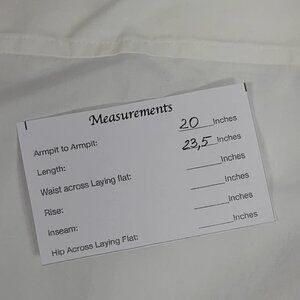 Measurements
Armpit to Armpit: 20 Inches
Length: 23,5 Inches
Waist across Laying flat: Inches
Rise: Inches
Inseam: Inches
Hip Across Laying Flat: